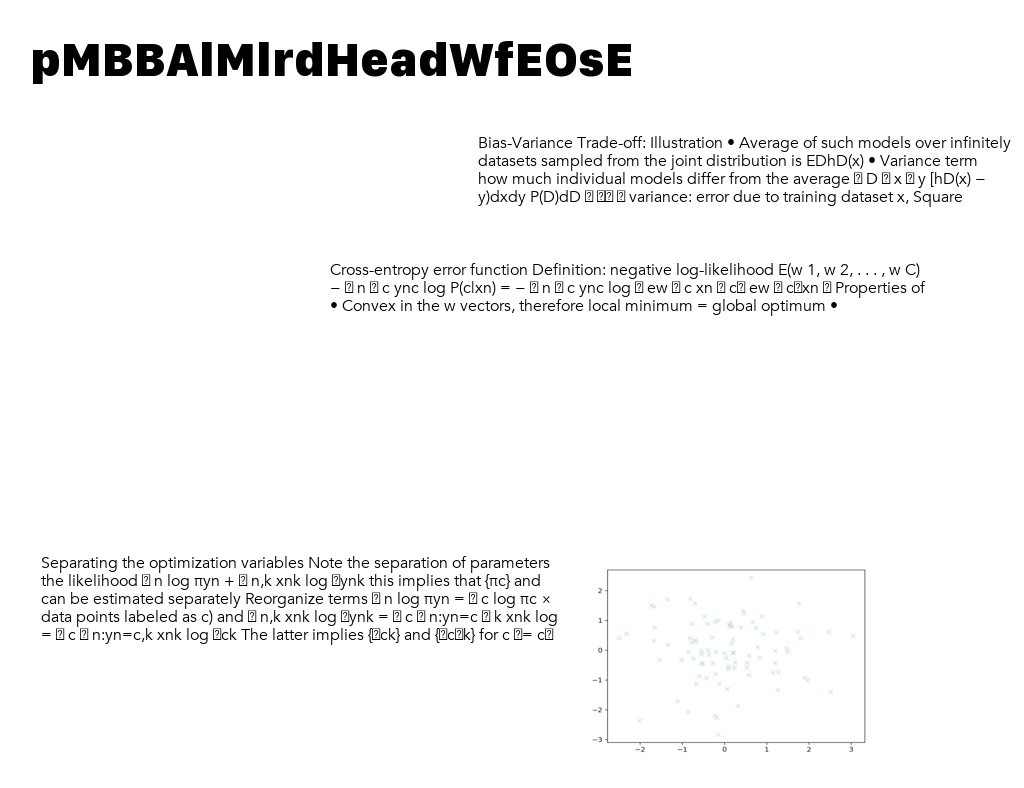 pMBBAlMlrdHeadWfEOsE
Bias-Variance Trade-off: Illustration • Average of such models over infinitely
datasets sampled from the joint distribution is EDhD(x) • Variance term
how much individual models differ from the average D x y [hD(x) −
y)dxdy P(D)dD variance: error due to training dataset x, Square
Cross-entropy error function Definition: negative log-likelihood E(w 1, w 2, . . . , w C)
− n c ync log P(c|xn) = − n c ync log ew c xn c ew c xn Properties of
• Convex in the w vectors, therefore local minimum = global optimum •
Separating the optimization variables Note the separation of parameters
the likelihood n log πyn + n,k xnk log ynk this implies that {πc} and
can be estimated separately Reorganize terms n log πyn = c log πc ×
data points labeled as c) and n,k xnk log ynk = c n:yn=c k xnk log
= c n:yn=c,k xnk log ck The latter implies {ck} and {ck} for c = c
2
1
0
−1
−2
−3
−2 −1 0 1 2 3